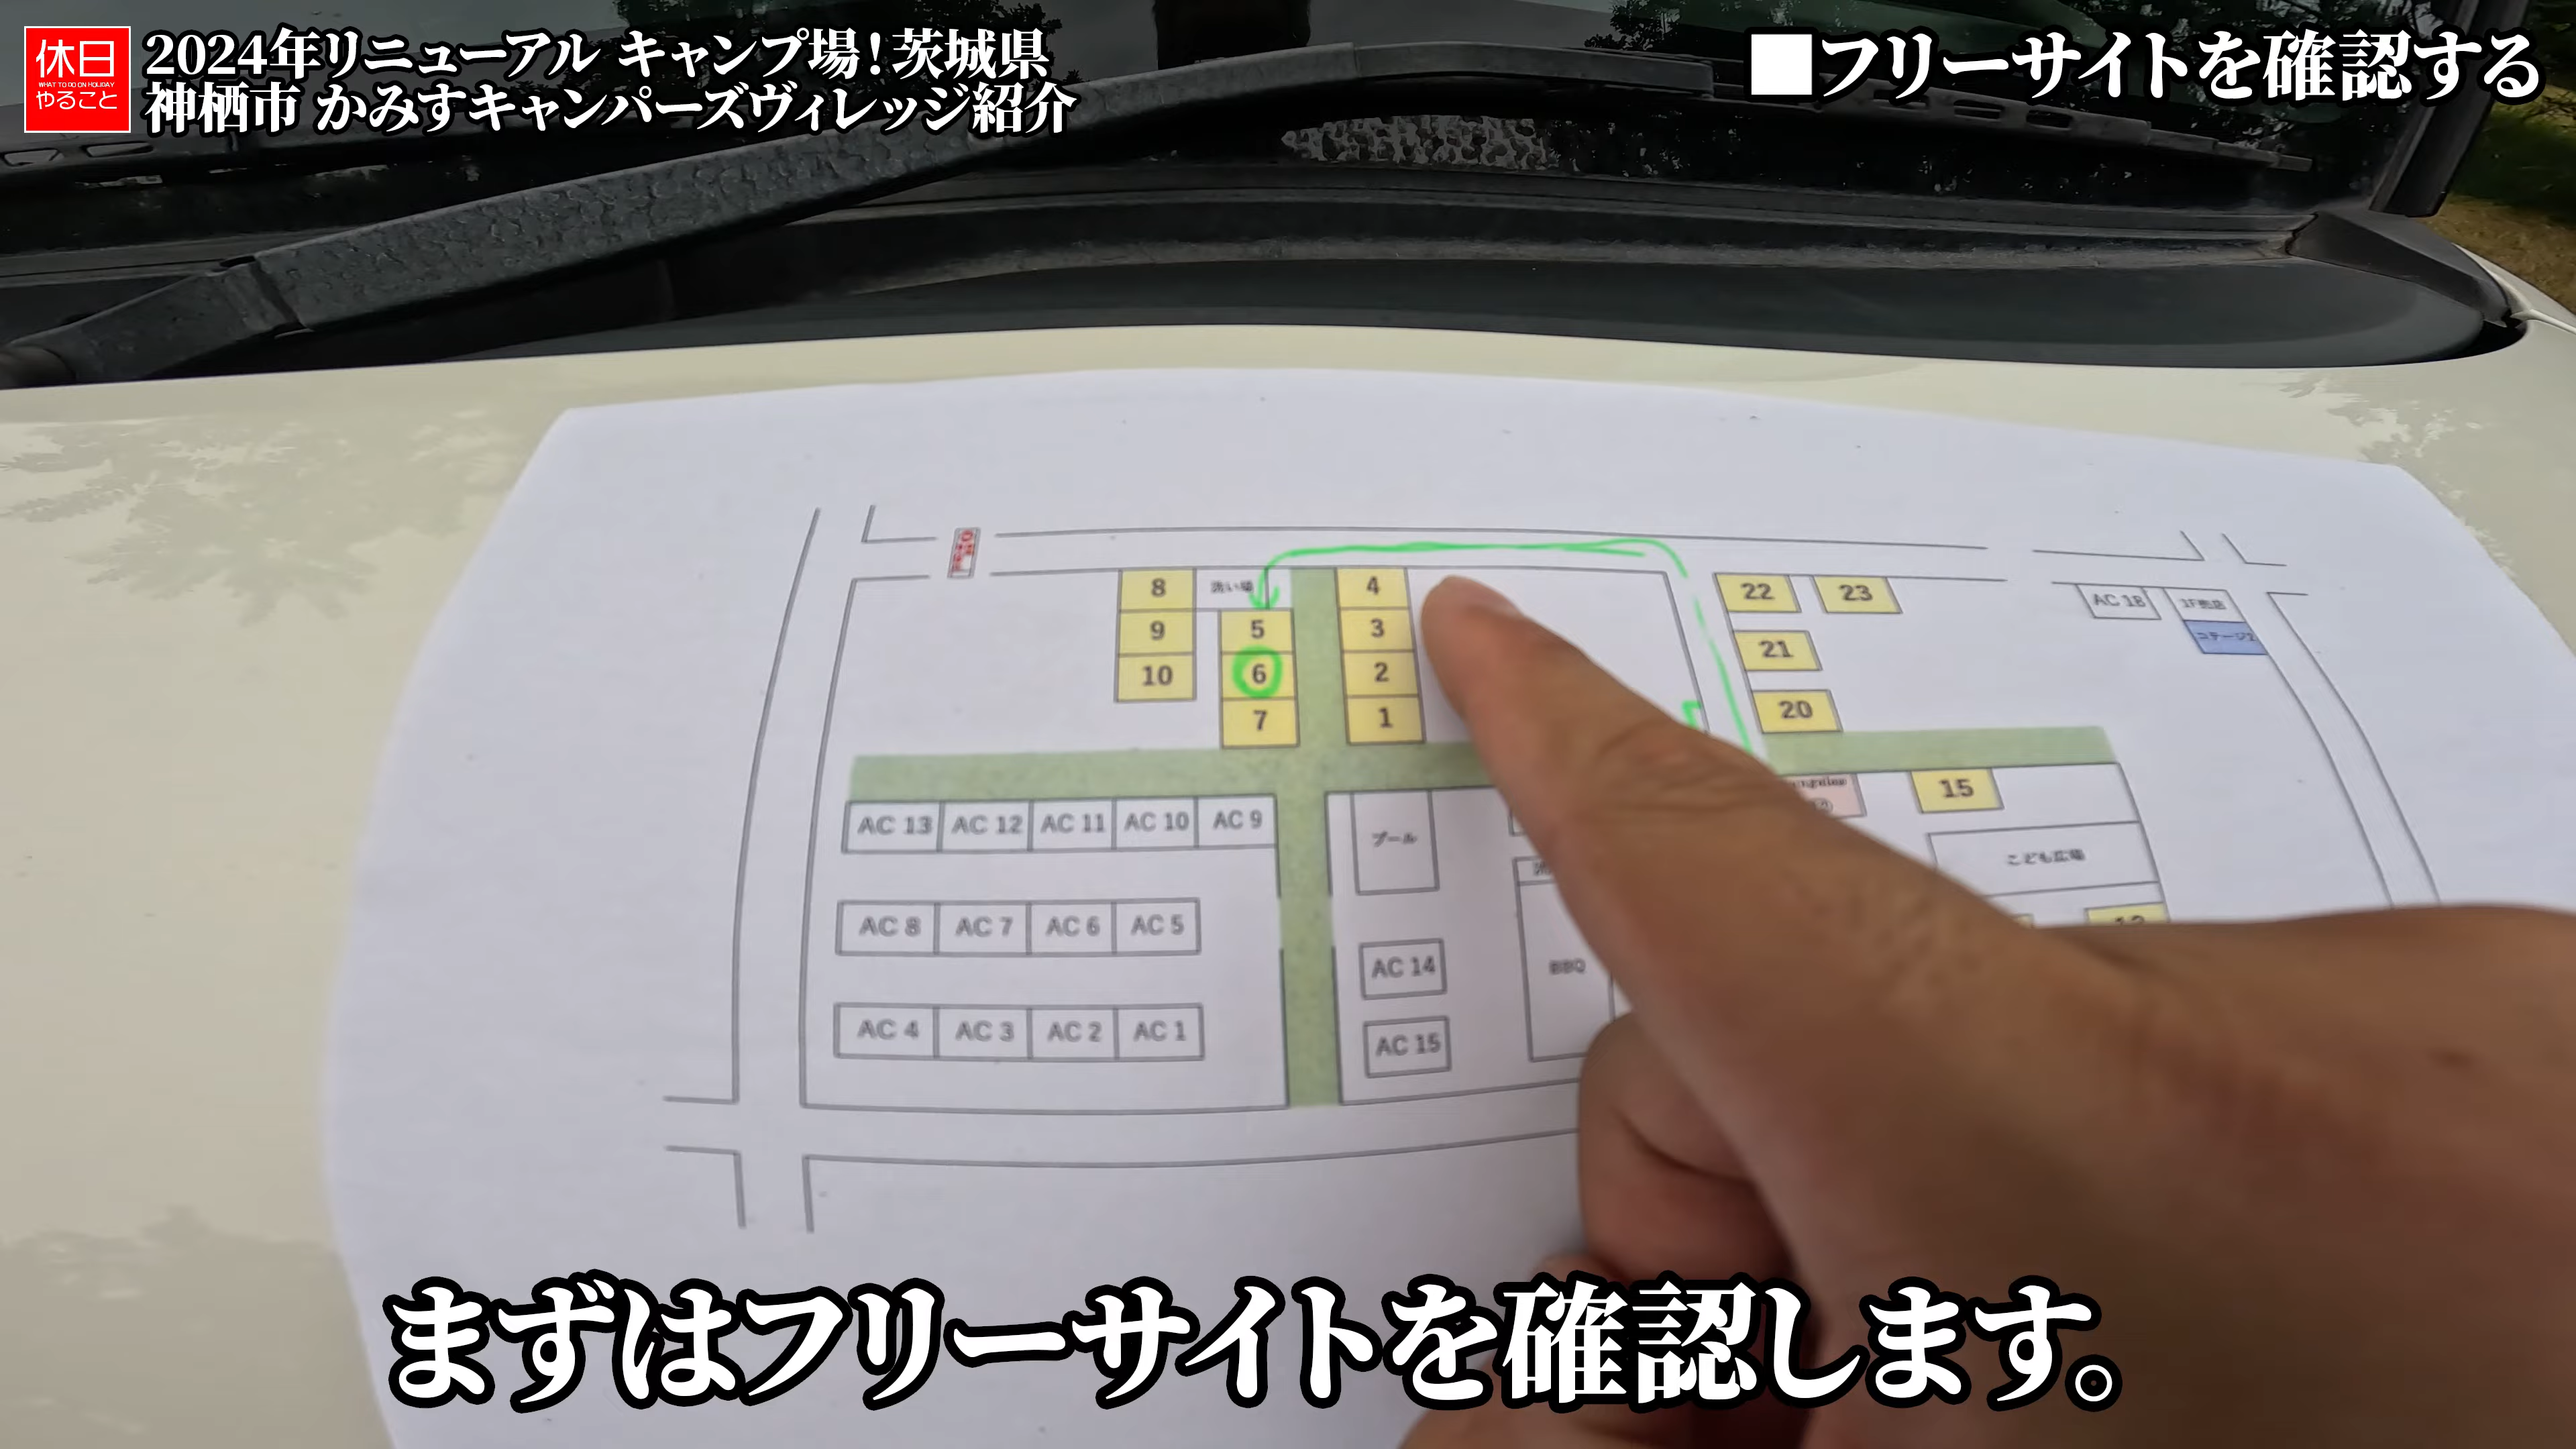 休日
WHAT TO DO ON HOLIDAY
やること
2024年リニューアル キャンプ場！茨城県
神栖市 かみすキャンパーズヴィレッジ紹介
■フリーサイトを確認する
8
洗い場
4
22
23
AC 18
9
5
3
21
10
6
2
7
1
20
15
AC 13
AC 12
AC 11
AC 10
AC 9
プール
こども広場
AC 8
AC 7
AC 6
AC 5
AC 14
BBQ
AC 4
AC 3
AC 2
AC 1
AC 15
まずはフリーサイトを確認します。